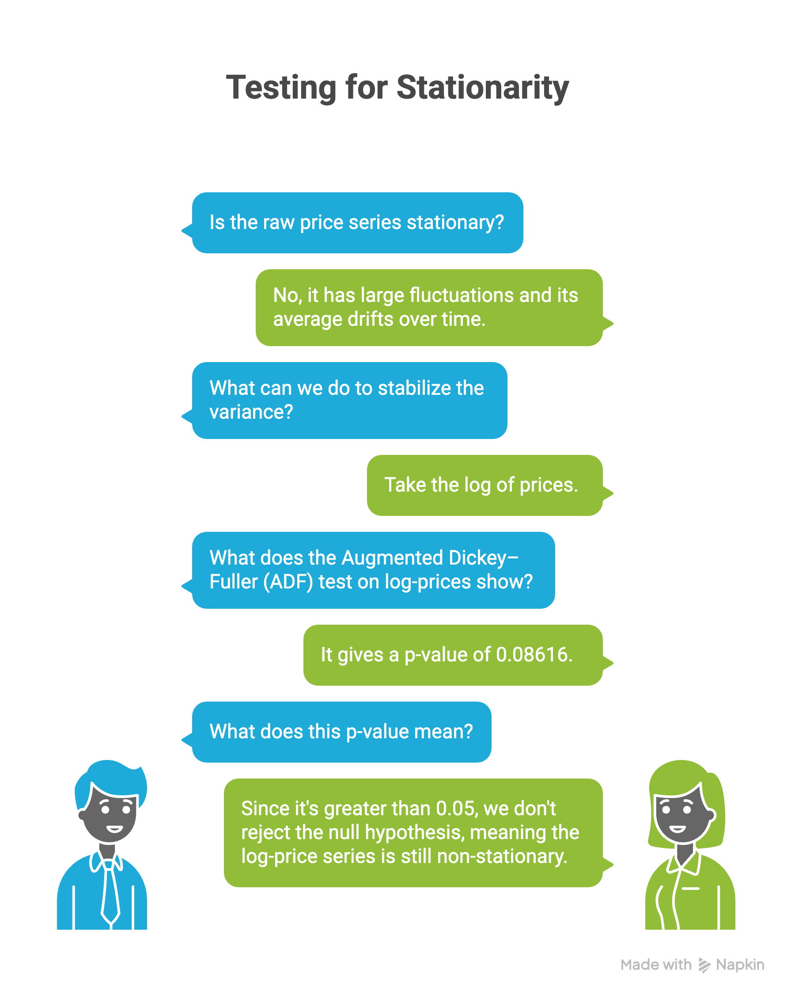 Testing for Stationarity
Is the raw price series stationary?
No, it has large fluctuations and its
average drifts over time.
What can we do to stabilize the
variance?
Take the log of prices.
What does the Augmented Dickey–
Fuller (ADF) test on log-prices show?
It gives a p-value of 0.08616.
What does this p-value mean?
Since it's greater than 0.05, we don't
reject the null hypothesis, meaning the
log-price series is still non-stationary.
Made with Napkin